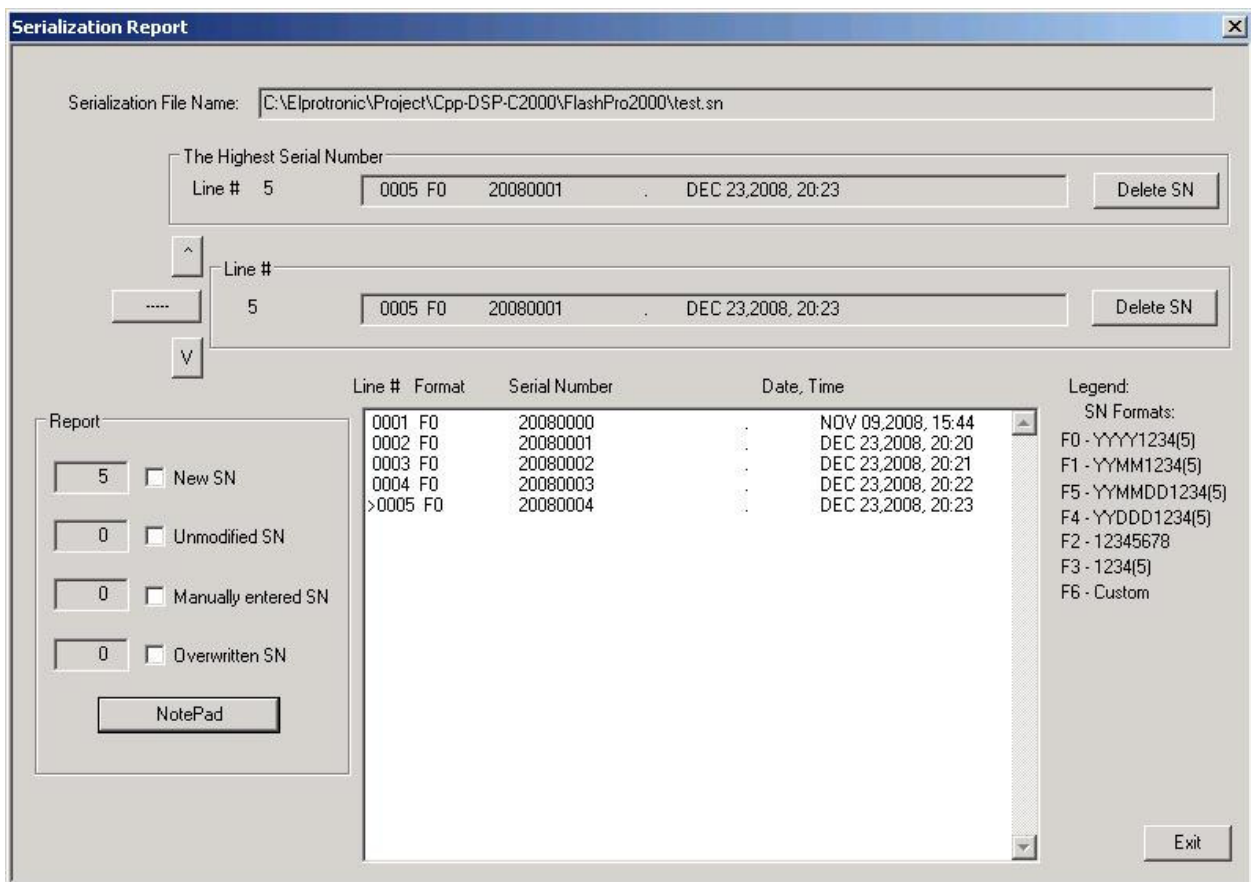 Serialization Report
Serialization File Name: C:\Elprotronic\Project\Cpp-DSP-C2000\FlashPro2000\test.sn
The Highest Serial Number
Line # 5 0005 F0 20080001 . DEC 23,2008, 20:23 Delete SN
^
Line #
----- 5 0005 F0 20080001 . DEC 23,2008, 20:23 Delete SN
V
Line # Format Serial Number Date, Time
0001 F0 20080000 . NOV 09,2008, 15:44
0002 F0 20080001 . DEC 23,2008, 20:20
0003 F0 20080002 . DEC 23,2008, 20:21
0004 F0 20080003 . DEC 23,2008, 20:22
>0005 F0 20080004 . DEC 23,2008, 20:23
Report
5 New SN
0 Unmodified SN
0 Manually entered SN
0 Overwritten SN
NotePad
Legend:
SN Formats:
F0 - YYYY1234(5)
F1 - YYMM1234(5)
F5 - YYMMDD1234(5)
F4 - YYDDD1234(5)
F2 - 12345678
F3 - 1234(5)
F6 - Custom
Exit